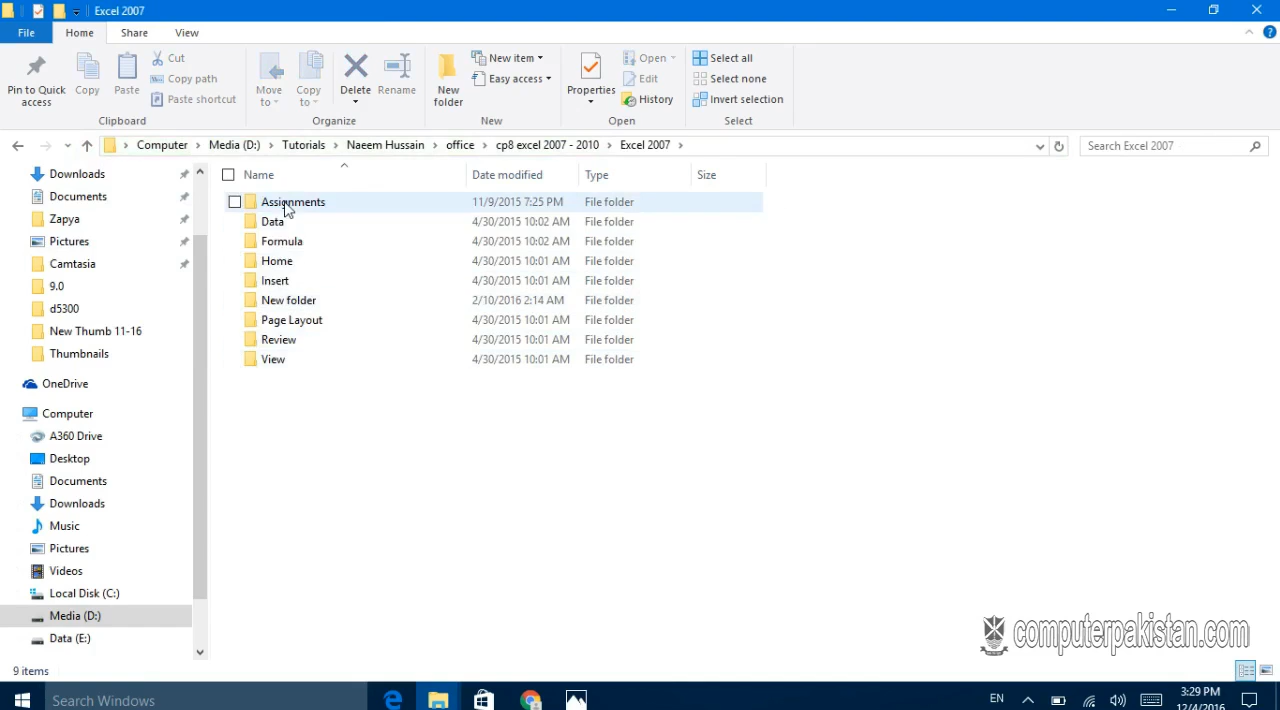 Excel 2007
File Home Share View
Pin to Quick access
Copy
Paste
Cut
Copy path
Paste shortcut
Clipboard
Move to
Copy to
Delete
Rename
Organize
New folder
New item
Easy access
New
Properties
Open
Edit
History
Open
Select all
Select none
Invert selection
Select
Computer > Media (D:) > Tutorials > Naeem Hussain > office > cp8 excel 2007 - 2010 > Excel 2007 >
Search Excel 2007
Downloads
Documents
Zapya
Pictures
Camtasia
9.0
d5300
New Thumb 11-16
Thumbnails
OneDrive
Computer
A360 Drive
Desktop
Documents
Downloads
Music
Pictures
Videos
Local Disk (C:)
Media (D:)
Data (E:)
Name Date modified Type Size
Assignments 11/9/2015 7:25 PM File folder
Data 4/30/2015 10:02 AM File folder
Formula 4/30/2015 10:02 AM File folder
Home 4/30/2015 10:01 AM File folder
Insert 4/30/2015 10:01 AM File folder
New folder 2/10/2016 2:14 AM File folder
Page Layout 4/30/2015 10:01 AM File folder
Review 4/30/2015 10:01 AM File folder
View 4/30/2015 10:01 AM File folder
computerpakistan.com
9 items
Search Windows
EN
3:29 PM
12/4/2016